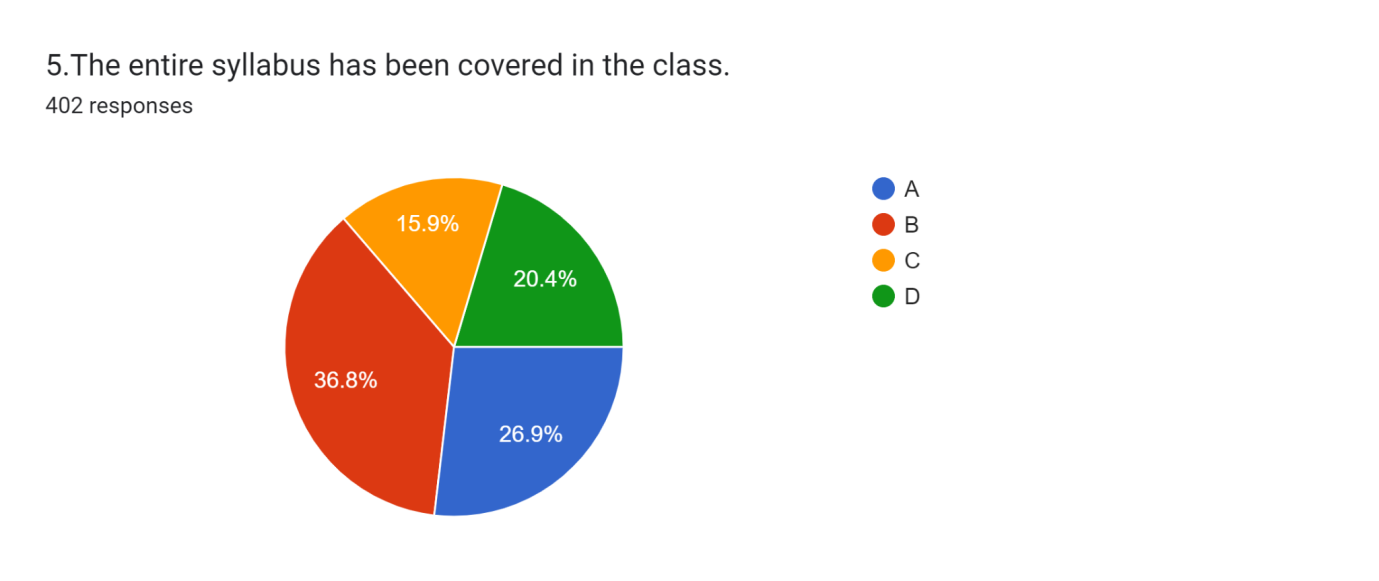 5.The entire syllabus has been covered in the class.
402 responses
15.9%
20.4%
36.8%
26.9%
A
B
C
D